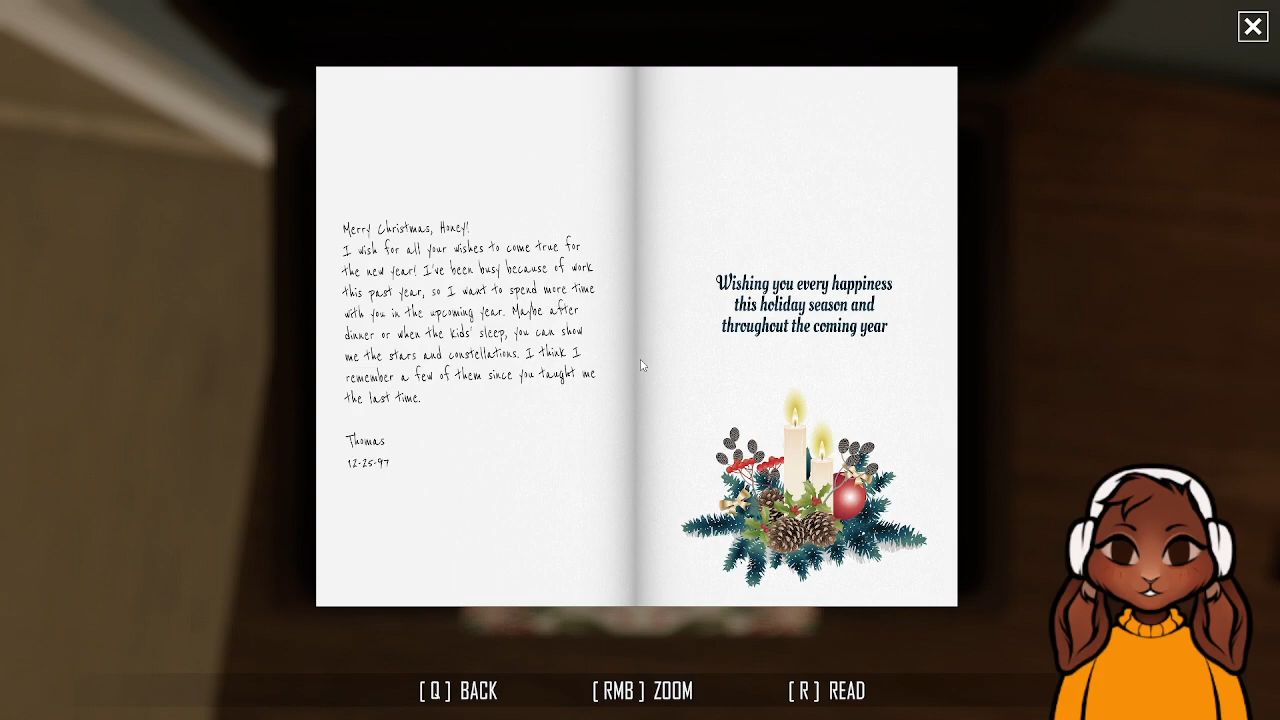 Merry Christmas, Honey!
I wish for all your wishes to come true for
the new year! I've been busy because of work
this past year, so I want to spend more time
with you in the upcoming year. Maybe after
dinner or when the kids' sleep, you can show
me the stars and constellations. I think I
remember a few of them since you taught me
the last time.
Thomas
12-25-97
Wishing you every happiness
this holiday season and
throughout the coming year
[ Q ] BACK
[ RMB ] ZOOM
[ R ] READ